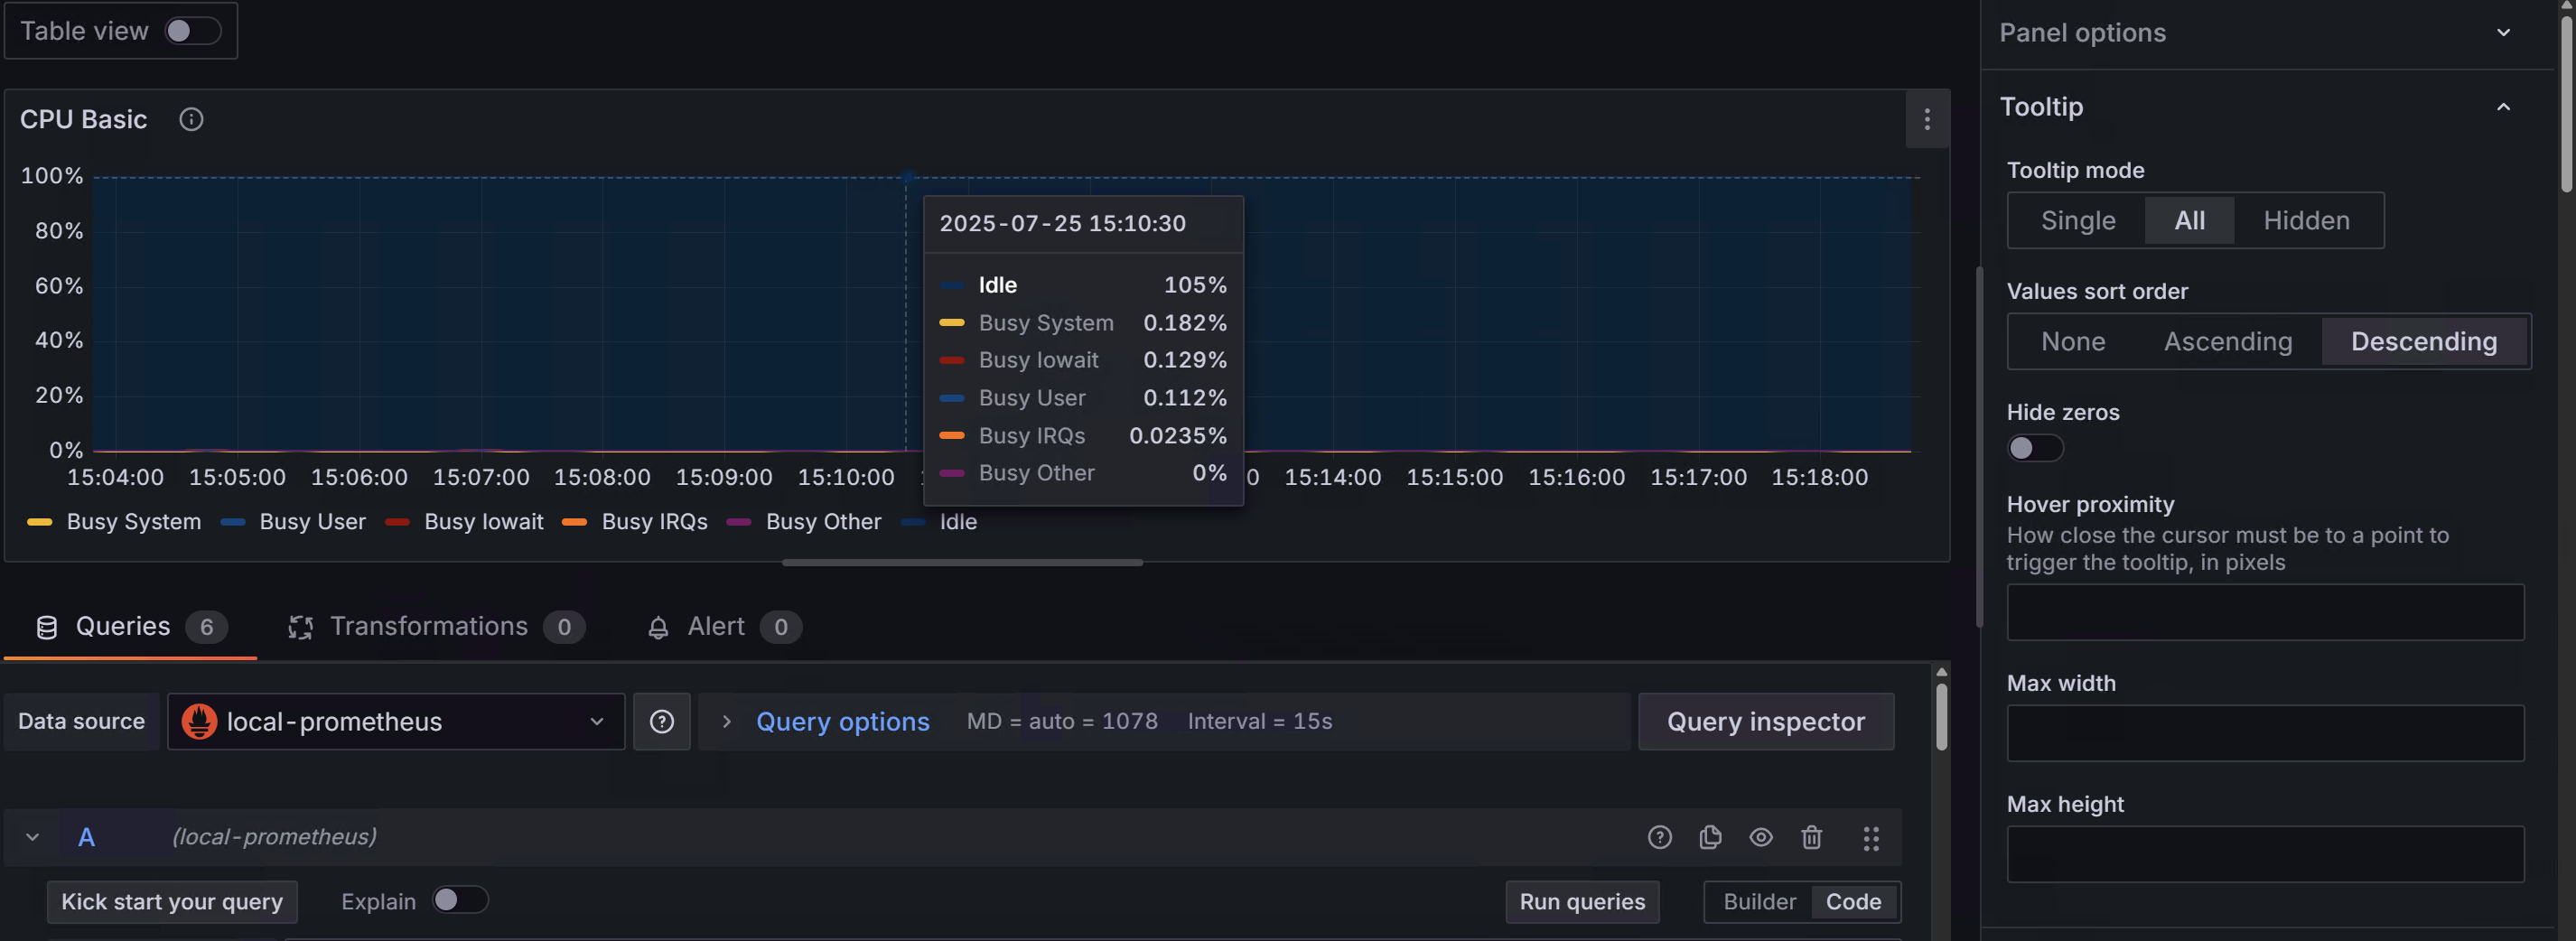 Table view
CPU Basic
100%
80%
60%
40%
20%
0%
15:04:00 15:05:00 15:06:00 15:07:00 15:08:00 15:09:00 15:10:00 0 15:14:00 15:15:00 15:16:00 15:17:00 15:18:00
2025-07-25 15:10:30
Idle 105%
Busy System 0.182%
Busy Iowait 0.129%
Busy User 0.112%
Busy IRQs 0.0235%
Busy Other 0%
Busy System Busy User Busy Iowait Busy IRQs Busy Other Idle
Queries 6 Transformations 0 Alert 0
Data source local-prometheus Query options MD = auto = 1078 Interval = 15s Query inspector
A (local-prometheus)
Kick start your query Explain Run queries Builder Code
Panel options
Tooltip
Tooltip mode
Single All Hidden
Values sort order
None Ascending Descending
Hide zeros
Hover proximity
How close the cursor must be to a point to
trigger the tooltip, in pixels
Max width
Max height